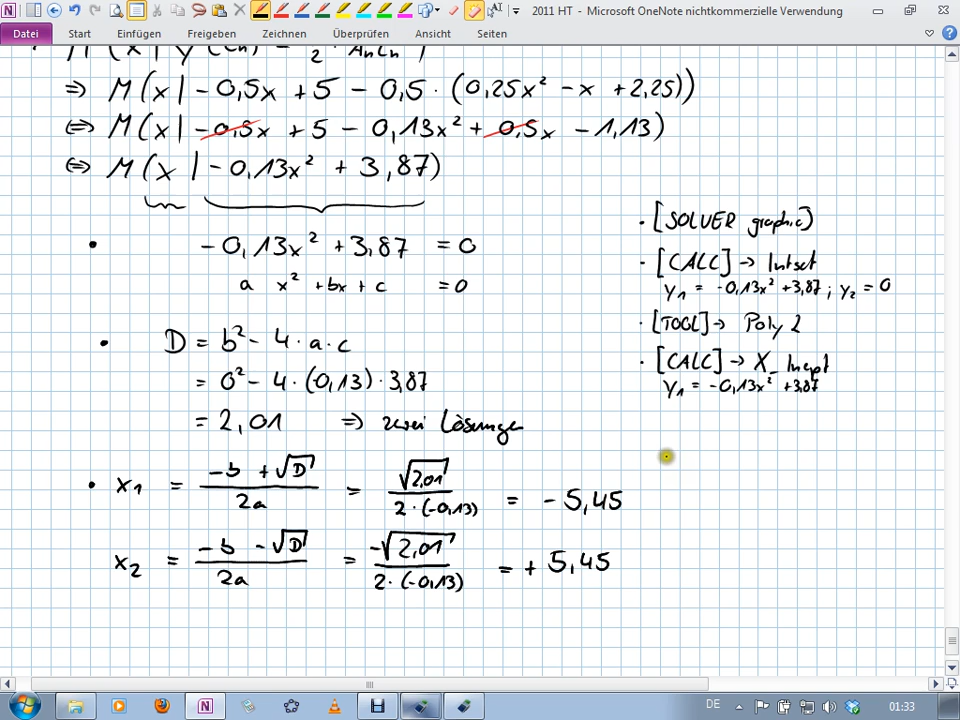 2011 HT - Microsoft OneNote nichtkommerzielle Verwendung
Datei Start Einfügen Freigeben Zeichnen Überprüfen Ansicht Seiten
⇒ M(x | -0,5x + 5 - 0,5 · (0,25x² - x + 2,25))
⇔ M(x | -0,5x + 5 - 0,13x² + 0,5x - 1,13)
⇔ M(x | -0,13x² + 3,87)
• -0,13x² + 3,87 = 0
a x² + bx + c = 0
• D = b² - 4 · a · c
= 0² - 4 · (0,13) · 3,87
= 2,01 ⇒ zwei Lösungen
• x₁ = (-b + √D) / 2a = √2,01 / 2·(-0,13) = - 5,45
x₂ = (-b - √D) / 2a = -√2,01 / 2·(-0,13) = + 5,45
• [SOLVER graphic)
• [CALC] → Intsct
y₁ = -0,13x² + 3,87 ; y₂ = 0
• [TOOL] → Poly 2
• [CALC] → X_Incpt
y₁ = -0,13x² + 3,87
DE 01:33